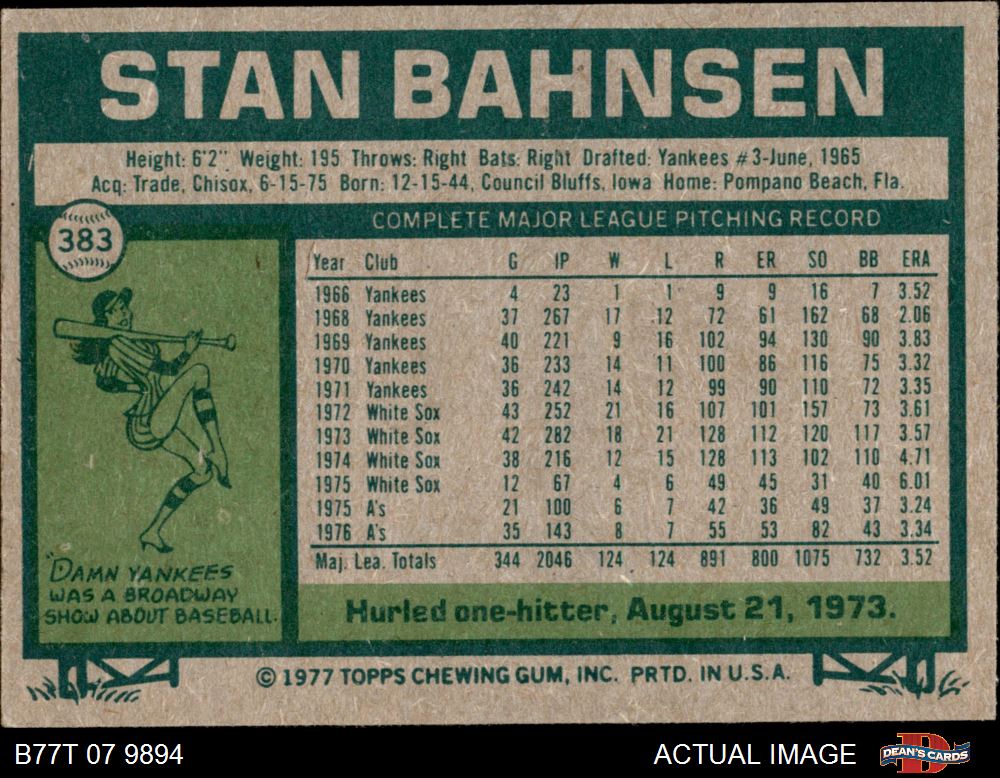 STAN BAHNSEN
Height: 6'2" Weight: 195 Throws: Right Bats: Right Drafted: Yankees #3-June, 1965
Acq: Trade, Chisox, 6-15-75 Born: 12-15-44, Council Bluffs, Iowa Home: Pompano Beach, Fla.
383
COMPLETE MAJOR LEAGUE PITCHING RECORD
Year Club G IP W L R ER SO BB ERA
1966 Yankees 4 23 1 1 9 9 16 7 3.52
1968 Yankees 37 267 17 12 72 61 162 68 2.06
1969 Yankees 40 221 9 16 102 94 130 90 3.83
1970 Yankees 36 233 14 11 100 86 116 75 3.32
1971 Yankees 36 242 14 12 99 90 110 72 3.35
1972 White Sox 43 252 21 16 107 101 157 73 3.61
1973 White Sox 42 282 18 21 128 112 120 117 3.57
1974 White Sox 38 216 12 15 128 113 102 110 4.71
1975 White Sox 12 67 4 6 49 45 31 40 6.01
1975 A's 21 100 6 7 42 36 49 37 3.24
1976 A's 35 143 8 7 55 53 82 43 3.34
Maj. Lea. Totals 344 2046 124 124 891 800 1075 732 3.52
"DAMN YANKEES
WAS A BROADWAY
SHOW ABOUT BASEBALL.
Hurled one-hitter, August 21, 1973.
© 1977 TOPPS CHEWING GUM, INC. PRTD. IN U.S.A.
B77T 07 9894
ACTUAL IMAGE
DEAN'S CARDS